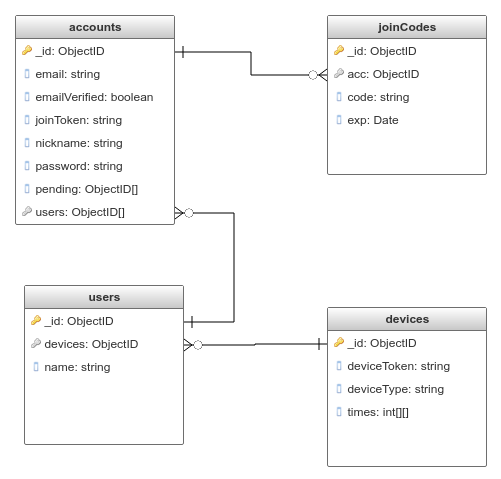 accounts
_id: ObjectID
email: string
emailVerified: boolean
joinToken: string
nickname: string
password: string
pending: ObjectID[]
users: ObjectID[]
joinCodes
_id: ObjectID
acc: ObjectID
code: string
exp: Date
users
_id: ObjectID
devices: ObjectID
name: string
devices
_id: ObjectID
deviceToken: string
deviceType: string
times: int[][]